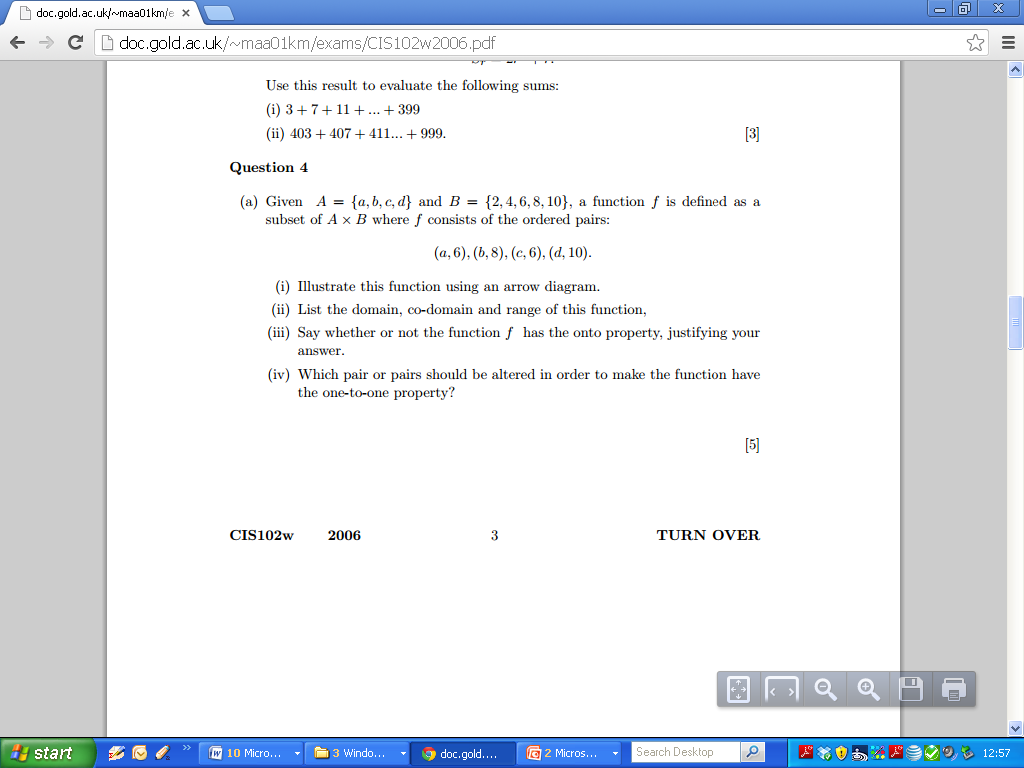 doc.gold.ac.uk/~maa01km/e
doc.gold.ac.uk/~maa01km/exams/CIS102w2006.pdf
Use this result to evaluate the following sums:
(i) 3 + 7 + 11 + ... + 399
(ii) 403 + 407 + 411... + 999.
[3]
Question 4
(a) Given A = {a, b, c, d} and B = {2, 4, 6, 8, 10}, a function f is defined as a
subset of A × B where f consists of the ordered pairs:
(a, 6), (b, 8), (c, 6), (d, 10).
(i) Illustrate this function using an arrow diagram.
(ii) List the domain, co-domain and range of this function,
(iii) Say whether or not the function f has the onto property, justifying your
answer.
(iv) Which pair or pairs should be altered in order to make the function have
the one-to-one property?
[5]
CIS102w 2006 3 TURN OVER
start 10 Micro... 3 Windo... doc.gold.... 2 Micros... Search Desktop 12:57